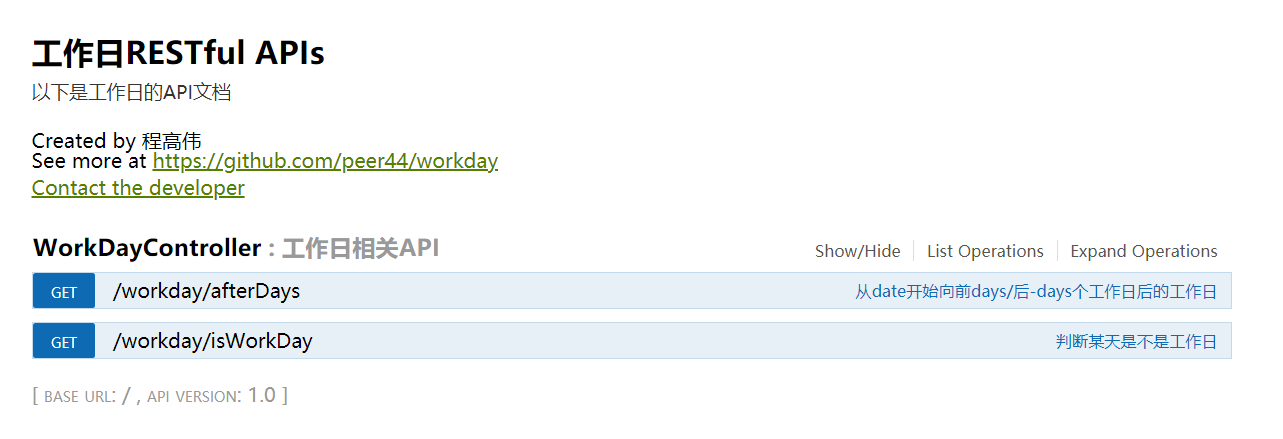 工作日RESTful APIs
以下是工作日的API文档
Created by 程高伟
See more at https://github.com/peer44/workday
Contact the developer
WorkDayController : 工作日相关API Show/Hide List Operations Expand Operations
GET /workday/afterDays 从date开始向前days/后-days个工作日后的工作日
GET /workday/isWorkDay 判断某天是不是工作日
[ BASE URL: / , API VERSION: 1.0 ]